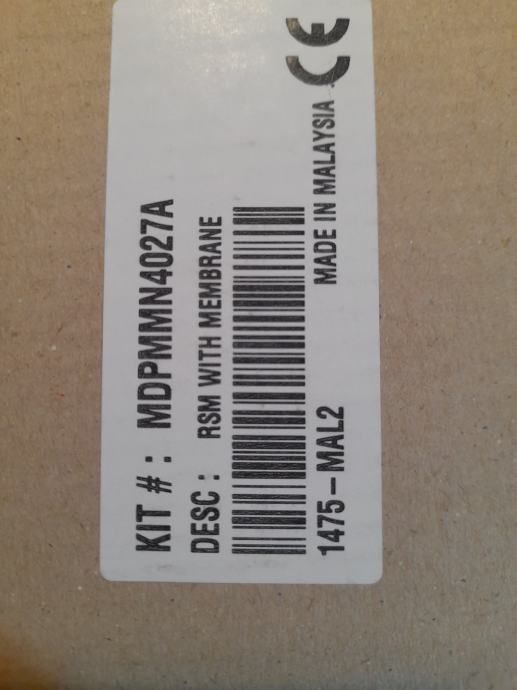 KIT # : MDPMMN4027A
DESC : RSM WITH MEMBRANE
1475-MAL2 MADE IN MALAYSIA CE